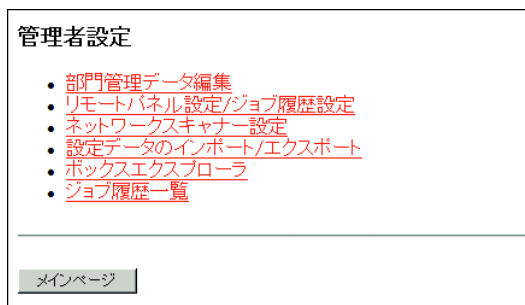 管理者設定
部門管理データ編集
リモートパネル設定/ジョブ履歴設定
ネットワークスキャナー設定
設定データのインポート/エクスポート
ボックスエクスプローラ
ジョブ履歴一覧
メインページ